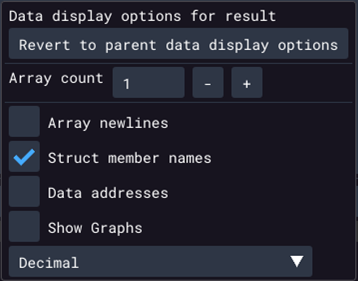 Data display options for result
Revert to parent data display options
Array count 1 - +
Array newlines
Struct member names
Data addresses
Show Graphs
Decimal